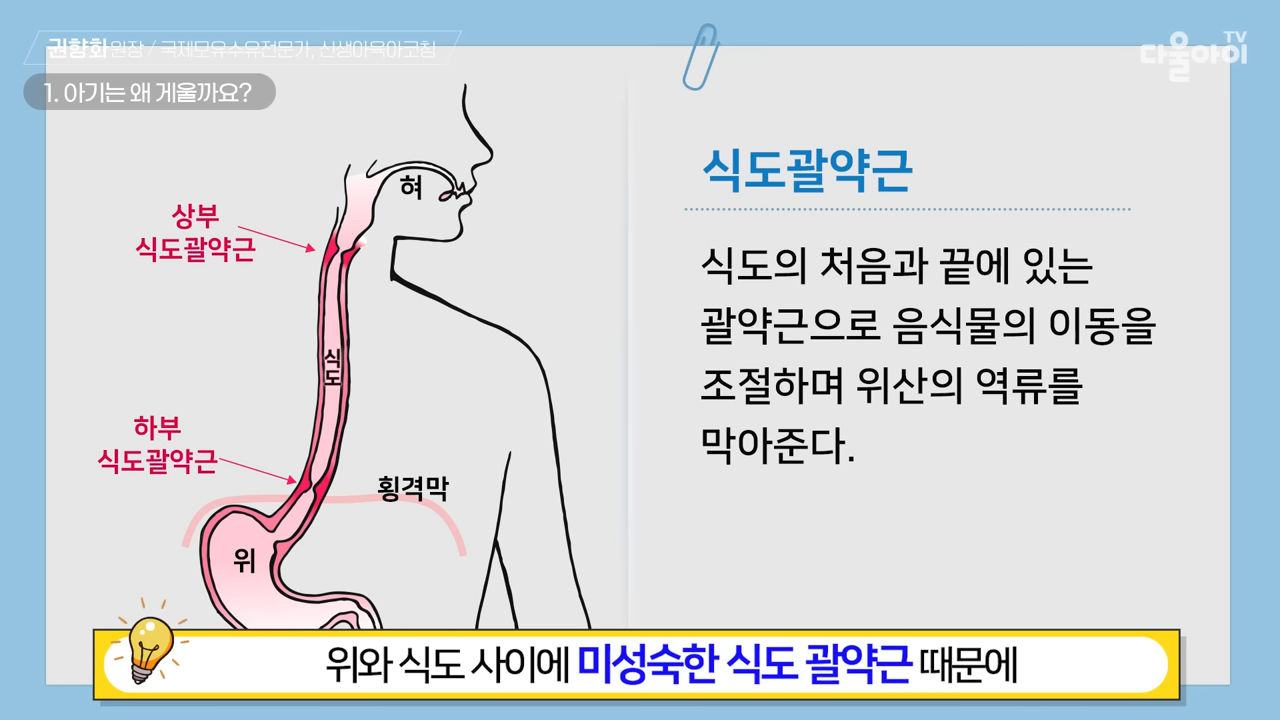 권향회 원장 / 국제모유수유전문가, 신생아육아코칭
다울아이 TV
1. 아기는 왜 게울까요?
혀
상부
식도괄약근
식도
하부
식도괄약근
횡격막
위
식도괄약근
식도의 처음과 끝에 있는
괄약근으로 음식물의 이동을
조절하며 위산의 역류를
막아준다.
위와 식도 사이에 미성숙한 식도 괄약근 때문에